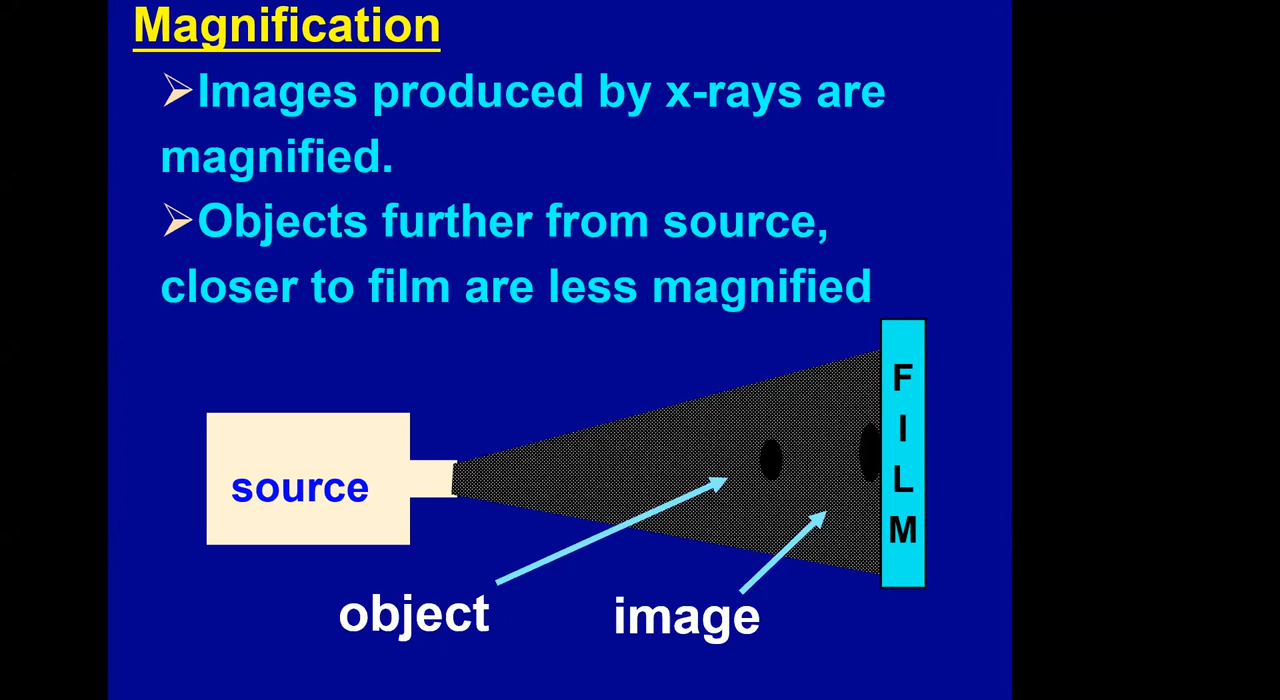 Magnification
➢Images produced by x-rays are
magnified.
➢Objects further from source,
closer to film are less magnified
F
I
L
M
source
object
image